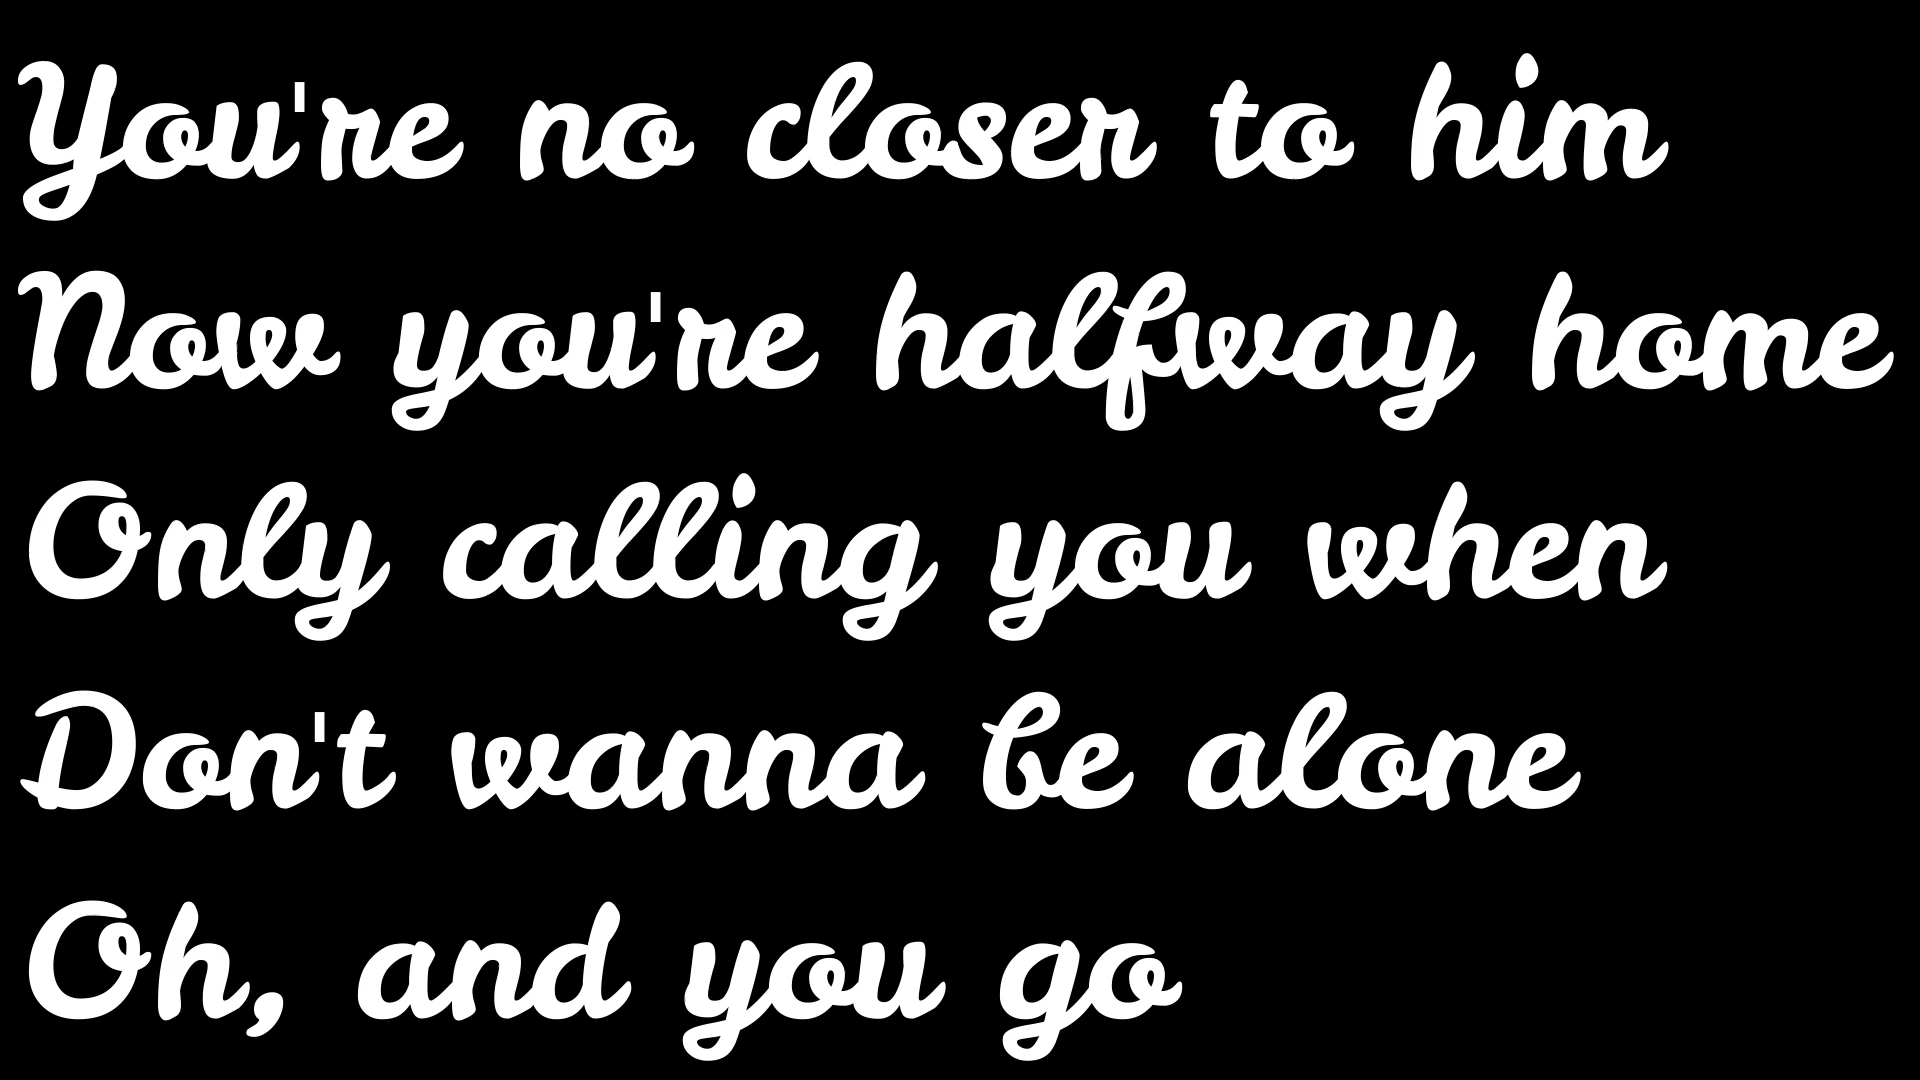 You're no closer to him
Now you're halfway home
Only calling you when
Don't wanna be alone
Oh, and you go